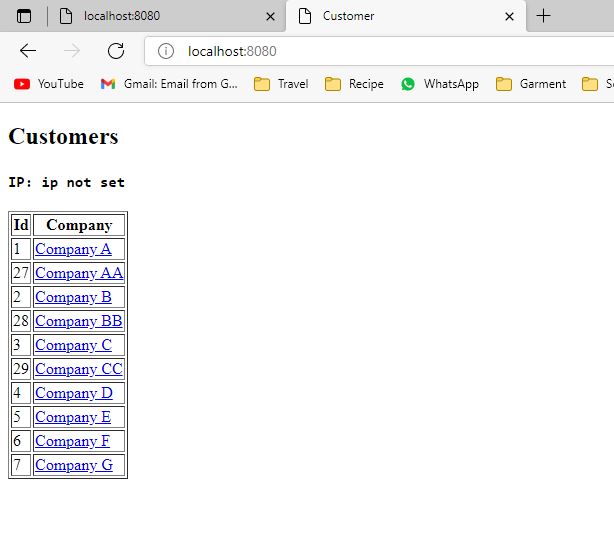 localhost:8080
Customer
localhost:8080
YouTube
Gmail: Email from G...
Travel
Recipe
WhatsApp
Garment
Customers
IP: ip not set
Id Company
1 Company A
27 Company AA
2 Company B
28 Company BB
3 Company C
29 Company CC
4 Company D
5 Company E
6 Company F
7 Company G